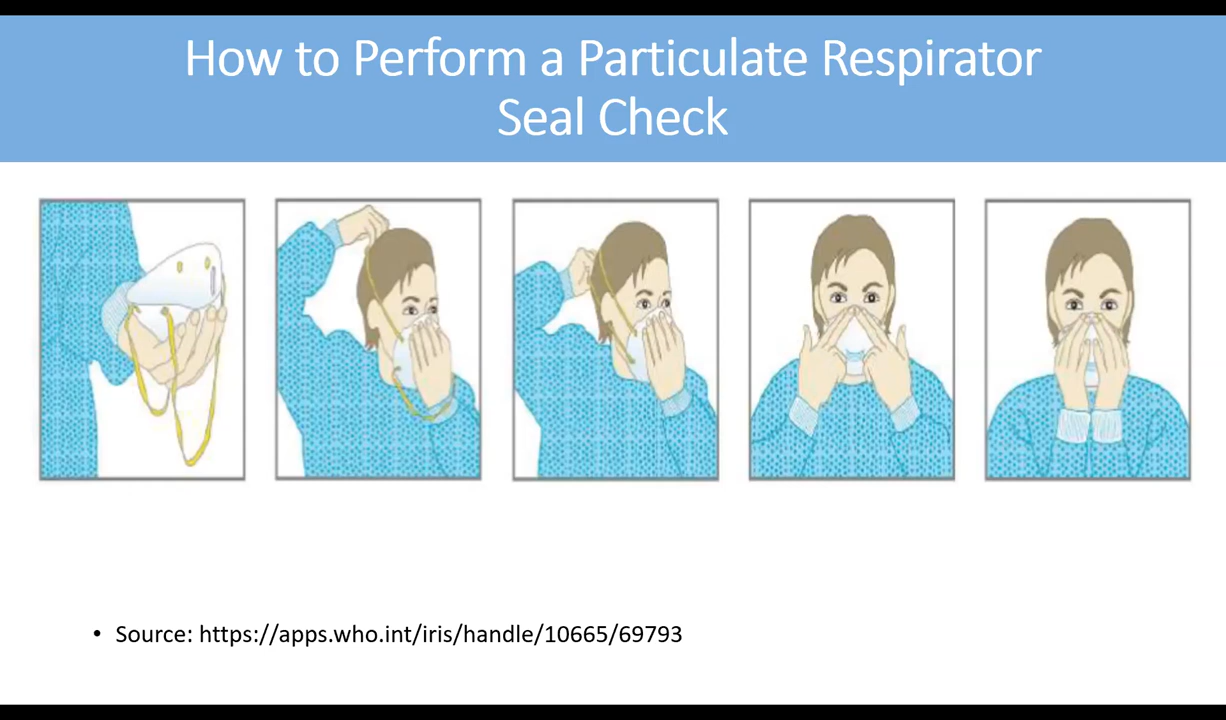 How to Perform a Particulate Respirator
Seal Check
• Source: https://apps.who.int/iris/handle/10665/69793